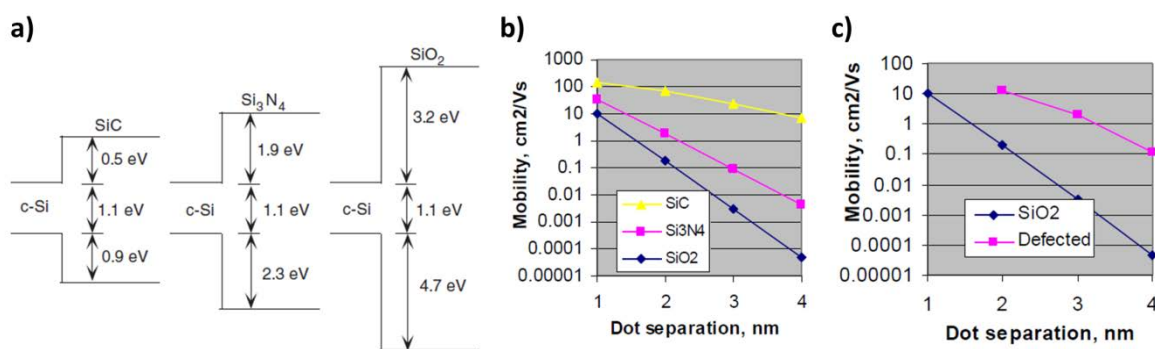 a)
SiC
0.5 eV
c-Si
1.1 eV
0.9 eV
Si3N4
1.9 eV
c-Si
1.1 eV
2.3 eV
SiO2
3.2 eV
c-Si
1.1 eV
4.7 eV
b)
Mobility, cm2/Vs
1000
100
10
1
0.1
0.01
0.001
0.0001
0.00001
SiC
Si3N4
SiO2
1 2 3 4
Dot separation, nm
c)
Mobility, cm2/Vs
100
10
1
0.1
0.01
0.001
0.0001
0.00001
SiO2
Defected
1 2 3 4
Dot separation, nm